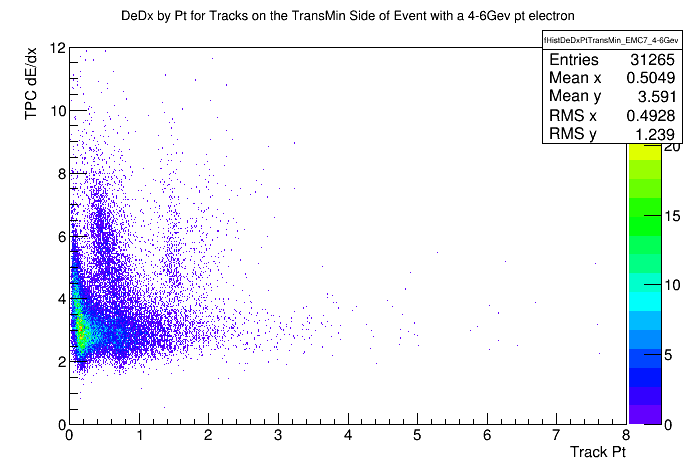 DeDx by Pt for Tracks on the TransMin Side of Event with a 4-6Gev pt electron
fHistDeDxPtTransMin_EMC7_4-6Gev
Entries 31265
Mean x 0.5049
Mean y 3.591
RMS x 0.4928
RMS y 1.239
TPC dE/dx
12
10
8
6
4
2
0
0 1 2 3 4 5 6 7 8
Track Pt
20
15
10
5
0